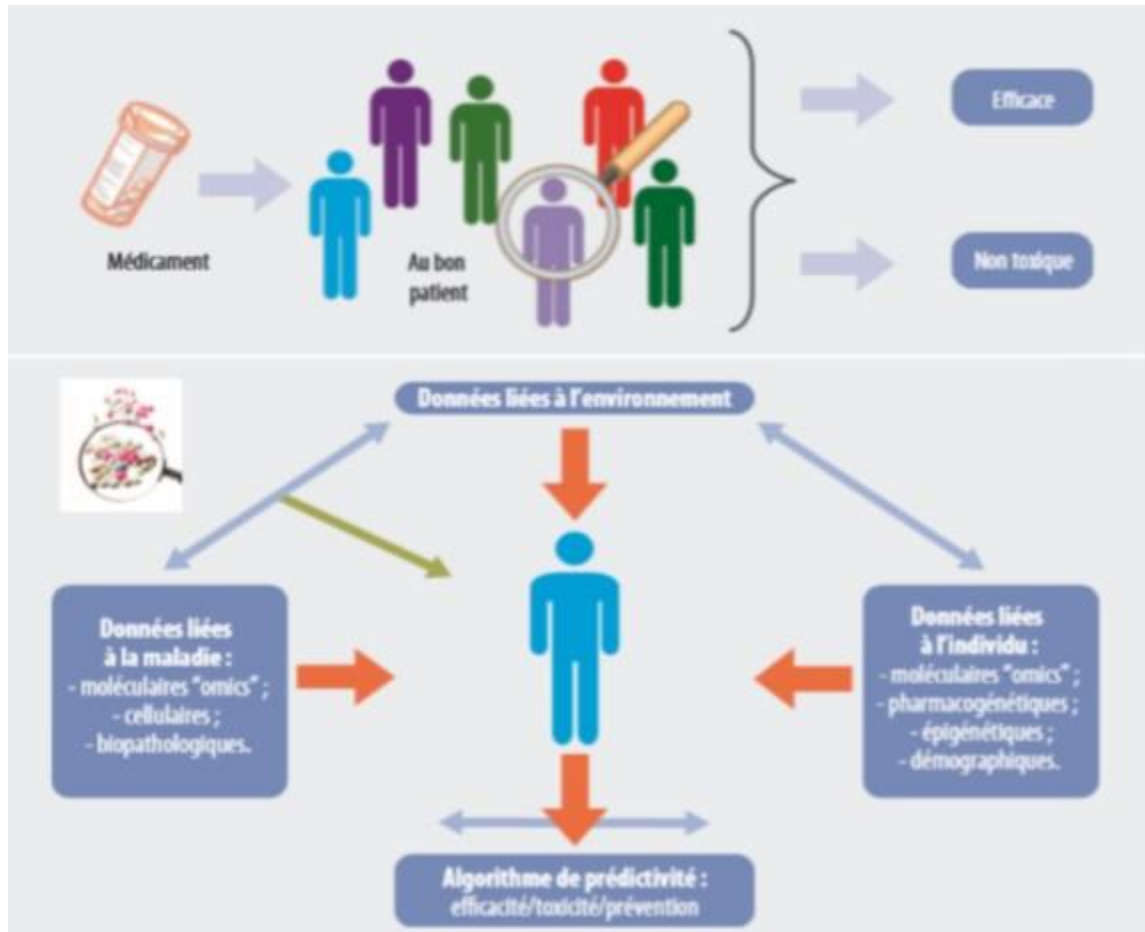 Efficace
Médicament
Au bon
patient
Non toxique
Données liées à l'environnement
Données liées
à la maladie :
- moléculaires "omics" ;
- cellulaires ;
- biopathologiques.
Données liées
à l'individu :
- moléculaires "omics" ;
- pharmacogénétiques ;
- épigénétiques ;
- démographiques.
Algorithme de prédictivité :
efficacité/toxicité/prévention